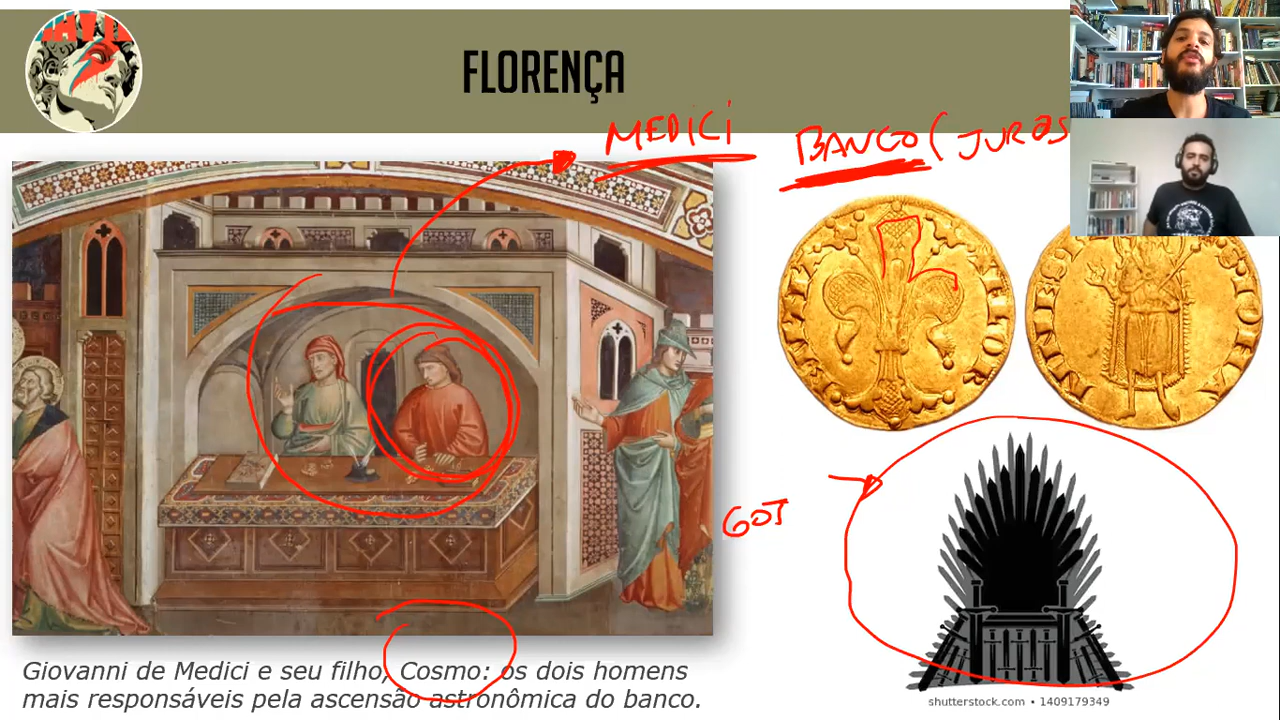 FLORENÇA
MEDICI
BANCO ( JUROS
GOT
Giovanni de Medici e seu filho, Cosmo: os dois homens
mais responsáveis pela ascensão astronômica do banco.
shutterstock.com • 1409179349